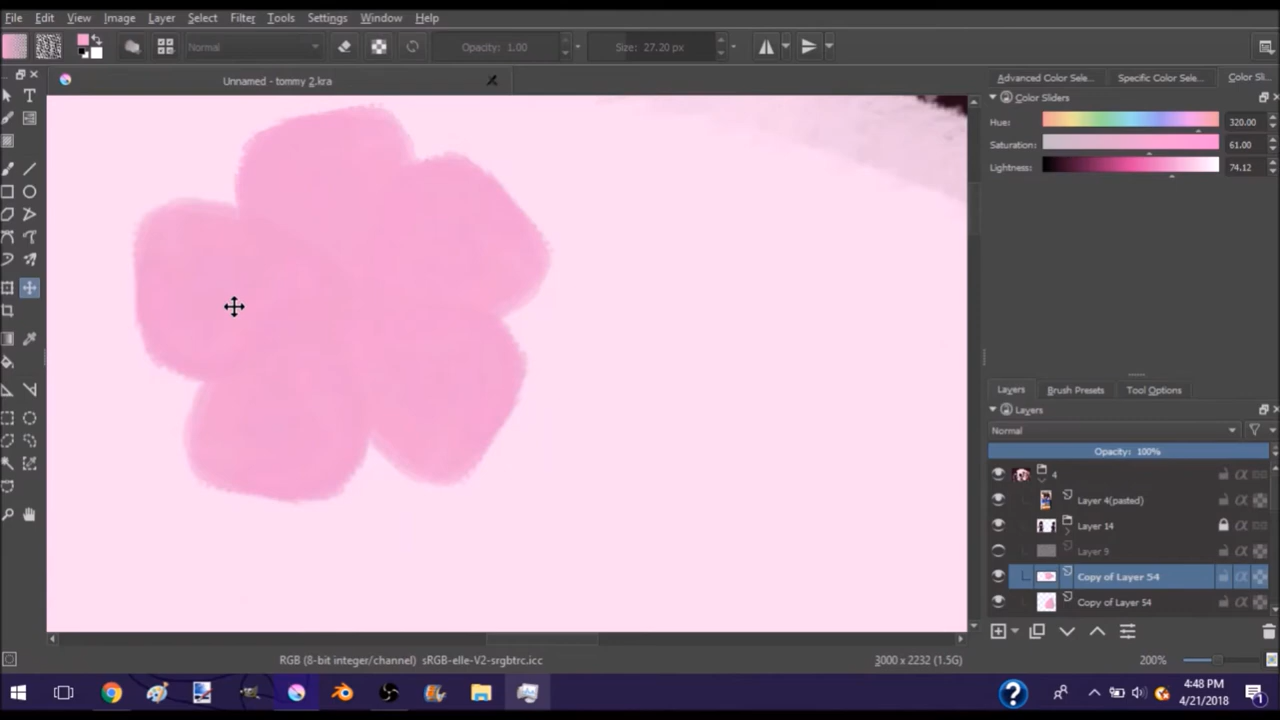 File Edit View Image Layer Select Filter Tools Settings Window Help
Normal Opacity: 1.00 Size: 27.20 px
Unnamed - tommy 2.kra
Advanced Color Sele... Specific Color Sele... Color Sli...
Color Sliders
Hue: 320.00
Saturation: 61.00
Lightness: 74.12
Layers Brush Presets Tool Options
Layers
Normal
Opacity: 100%
4
Layer 4(pasted)
Layer 14
Layer 9
Copy of Layer 54
Copy of Layer 54
RGB (8-bit integer/channel) sRGB-elle-V2-srgbtrc.icc 3000 x 2232 (1.5G) 200%
4:48 PM
4/21/2018